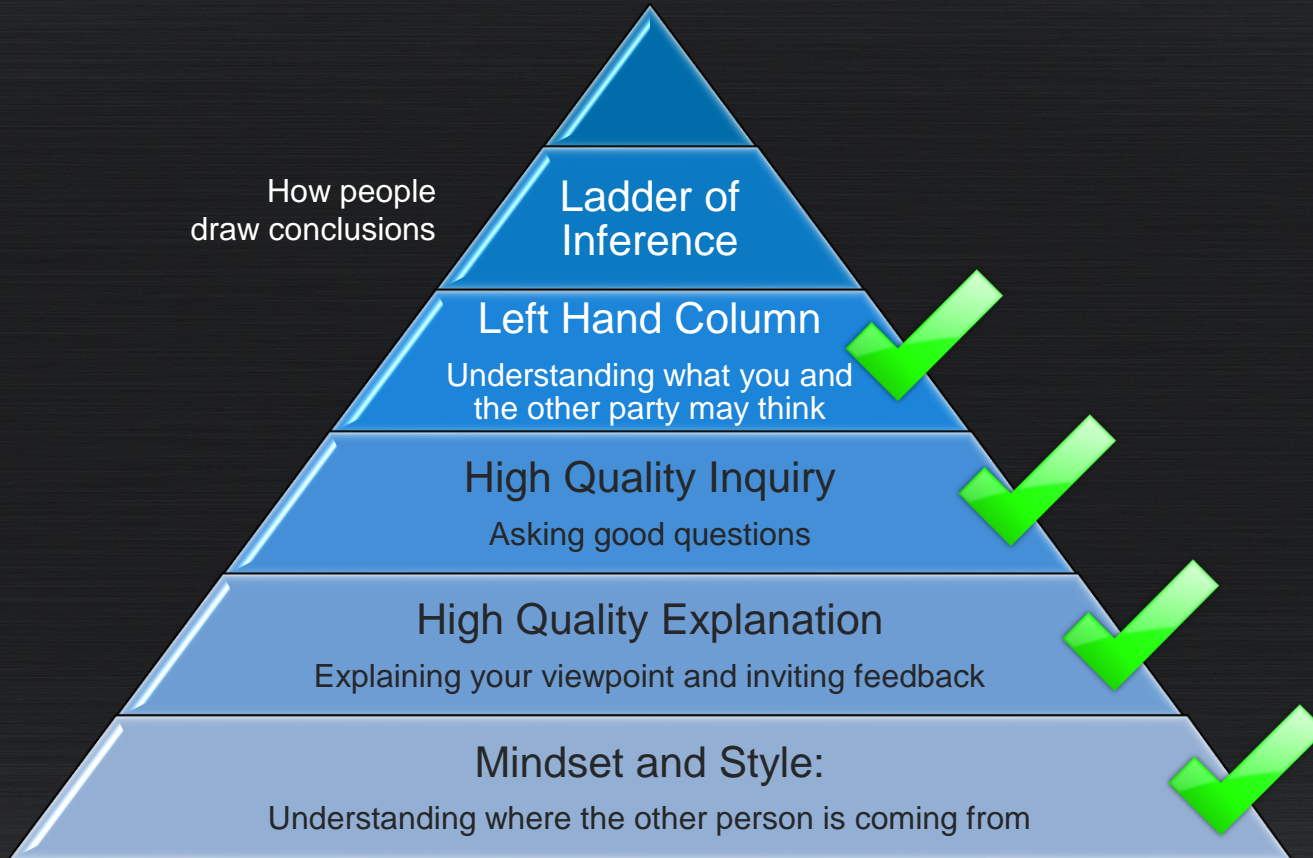 How people
draw conclusions
Ladder of
Inference
Left Hand Column
Understanding what you and
the other party may think
High Quality Inquiry
Asking good questions
High Quality Explanation
Explaining your viewpoint and inviting feedback
Mindset and Style:
Understanding where the other person is coming from